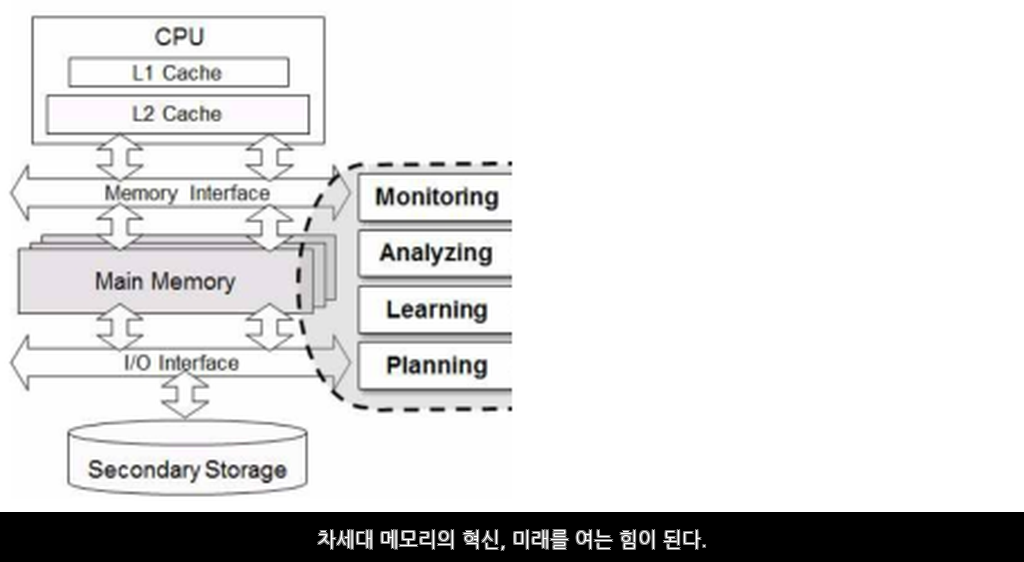 CPU
L1 Cache
L2 Cache
Memory Interface
Monitoring
Analyzing
Main Memory
Learning
I/O Interface
Planning
Secondary Storage
차세대 메모리의 혁신, 미래를 여는 힘이 된다.